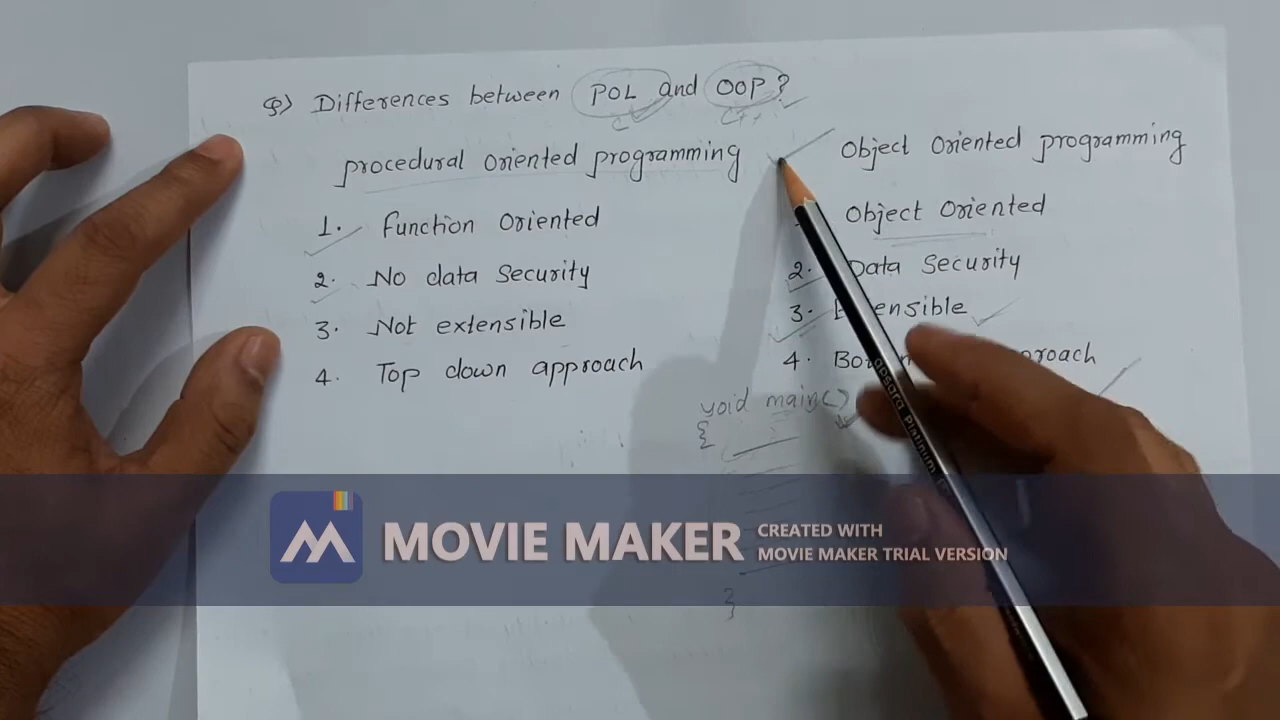 Q) Differences between POL and OOP?
C C++
procedural Oriented programming Object Oriented programming
1. Function Oriented Object Oriented
2. No data Security 2. Data Security
3. Not extensible 3.
4. Top down approach 4.
void main()
{
}
MOVIE MAKER
CREATED WITH
MOVIE MAKER TRIAL VERSION
apsara Platinum